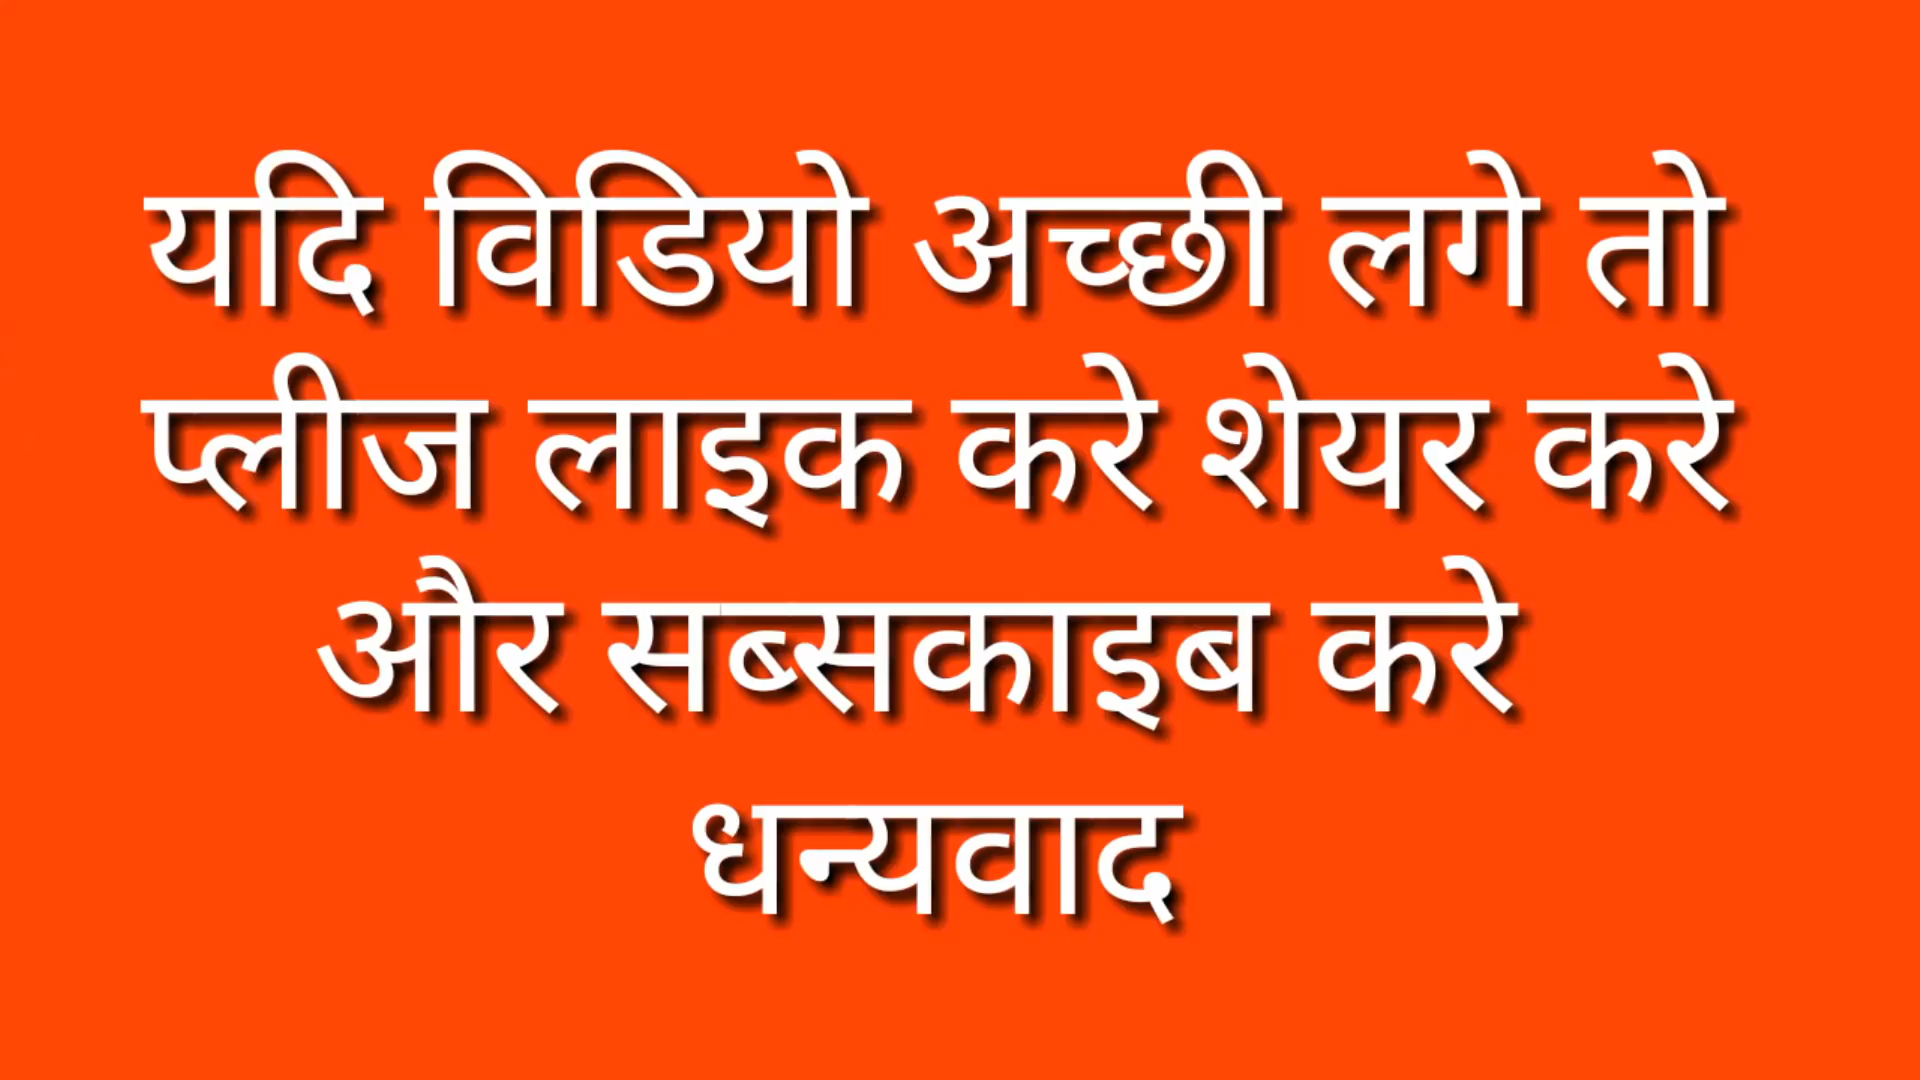 यदि विडियो अच्छी लगे तो
प्लीज लाइक करे शेयर करे
और सब्सकाइब करे
धन्यवाद